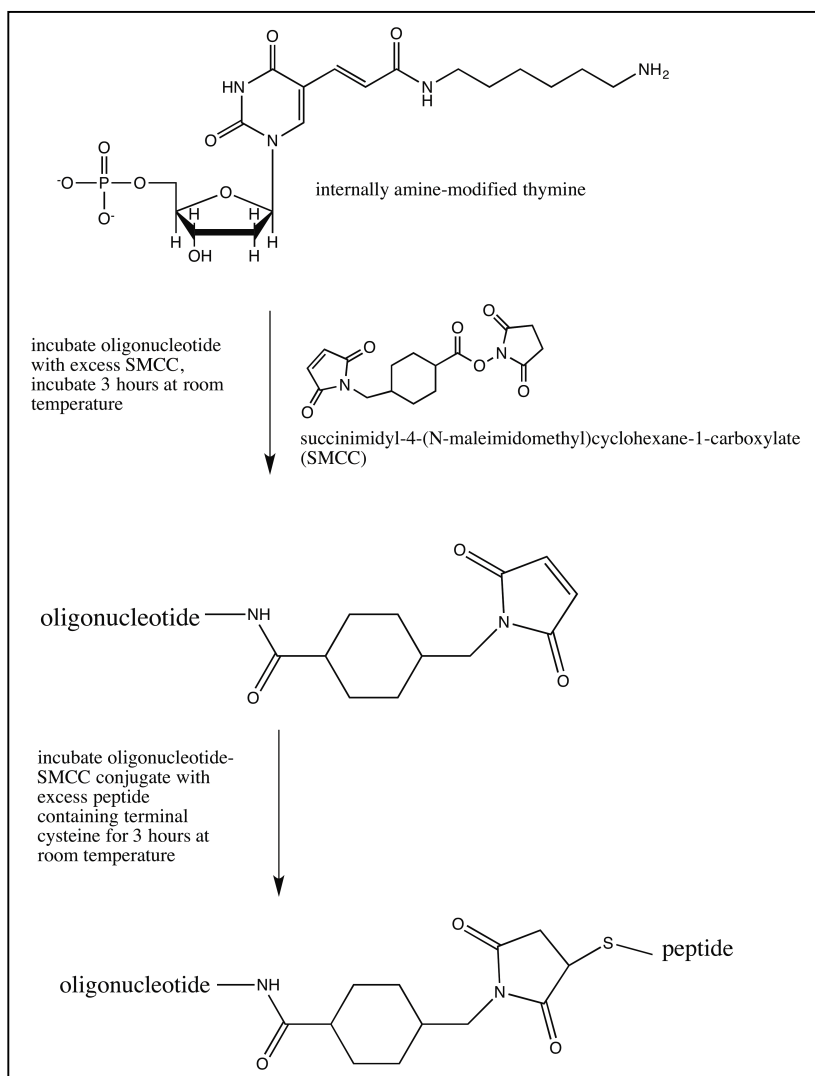 O
O
NH2
HN
N
H
O
N
O
-O
P
O
O
O-
H
H
H
H
H
OH
internally amine-modified thymine
incubate oligonucleotide
with excess SMCC,
incubate 3 hours at room
temperature
O
O
N
O
O
O
N
O
succinimidyl-4-(N-maleimidomethyl)cyclohexane-1-carboxylate
(SMCC)
O
oligonucleotide
NH
N
O
O
incubate oligonucleotide-
SMCC conjugate with
excess peptide
containing terminal
cysteine for 3 hours at
room temperature
O
S
peptide
oligonucleotide
NH
N
O
O